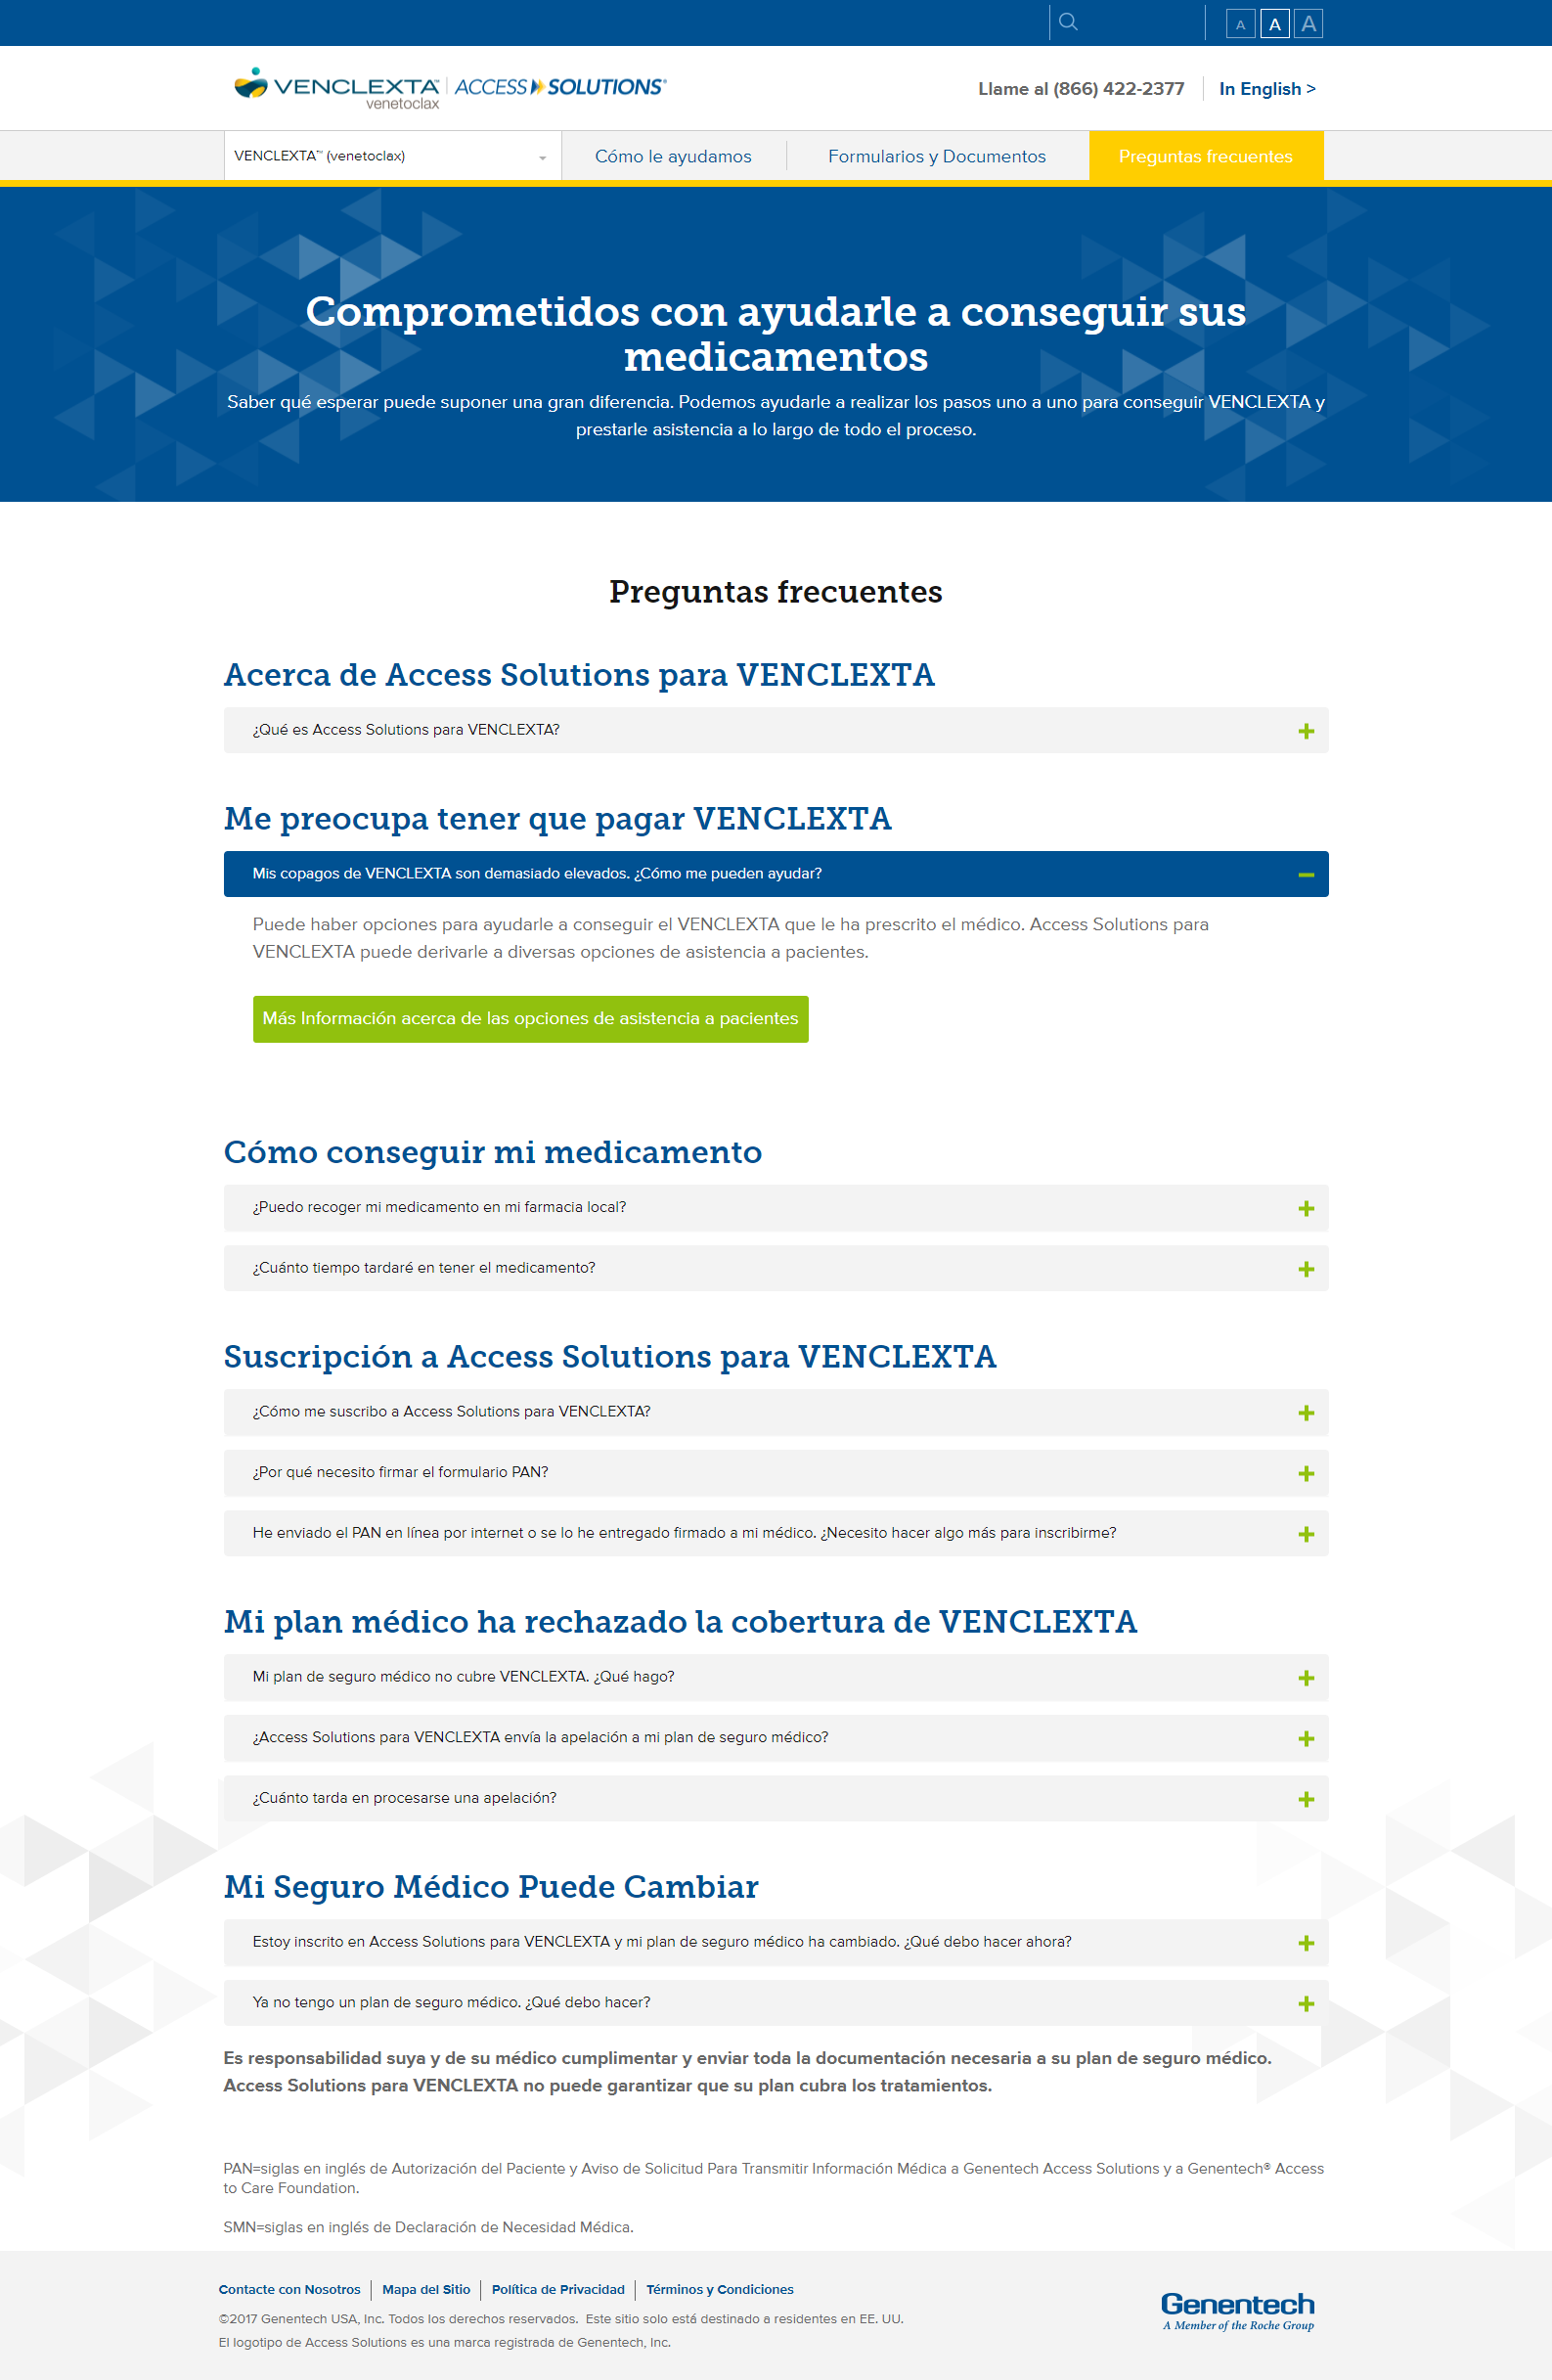 A A A
VENCLEXTA™ venetoclax | ACCESS SOLUTIONS®
Llame al (866) 422-2377
In English >
VENCLEXTA™ (venetoclax)
Cómo le ayudamos
Formularios y Documentos
Preguntas frecuentes
Comprometidos con ayudarle a conseguir sus
medicamentos
Saber qué esperar puede suponer una gran diferencia. Podemos ayudarle a realizar los pasos uno a uno para conseguir VENCLEXTA y
prestarle asistencia a lo largo de todo el proceso.
Preguntas frecuentes
Acerca de Access Solutions para VENCLEXTA
¿Qué es Access Solutions para VENCLEXTA?
Me preocupa tener que pagar VENCLEXTA
Mis copagos de VENCLEXTA son demasiado elevados. ¿Cómo me pueden ayudar?
Puede haber opciones para ayudarle a conseguir el VENCLEXTA que le ha prescrito el médico. Access Solutions para
VENCLEXTA puede derivarle a diversas opciones de asistencia a pacientes.
Más Información acerca de las opciones de asistencia a pacientes
Cómo conseguir mi medicamento
¿Puedo recoger mi medicamento en mi farmacia local?
¿Cuánto tiempo tardaré en tener el medicamento?
Suscripción a Access Solutions para VENCLEXTA
¿Cómo me suscribo a Access Solutions para VENCLEXTA?
¿Por qué necesito firmar el formulario PAN?
He enviado el PAN en línea por internet o se lo he entregado firmado a mi médico. ¿Necesito hacer algo más para inscribirme?
Mi plan médico ha rechazado la cobertura de VENCLEXTA
Mi plan de seguro médico no cubre VENCLEXTA. ¿Qué hago?
¿Access Solutions para VENCLEXTA envía la apelación a mi plan de seguro médico?
¿Cuánto tarda en procesarse una apelación?
Mi Seguro Médico Puede Cambiar
Estoy inscrito en Access Solutions para VENCLEXTA y mi plan de seguro médico ha cambiado. ¿Qué debo hacer ahora?
Ya no tengo un plan de seguro médico. ¿Qué debo hacer?
Es responsabilidad suya y de su médico cumplimentar y enviar toda la documentación necesaria a su plan de seguro médico.
Access Solutions para VENCLEXTA no puede garantizar que su plan cubra los tratamientos.
PAN=siglas en inglés de Autorización del Paciente y Aviso de Solicitud Para Transmitir Información Médica a Genentech Access Solutions y a Genentech® Access
to Care Foundation.
SMN=siglas en inglés de Declaración de Necesidad Médica.
Contacte con Nosotros | Mapa del Sitio | Política de Privacidad | Términos y Condiciones
©2017 Genentech USA, Inc. Todos los derechos reservados. Este sitio solo está destinado a residentes en EE. UU.
El logotipo de Access Solutions es una marca registrada de Genentech, Inc.
Genentech
A Member of the Roche Group